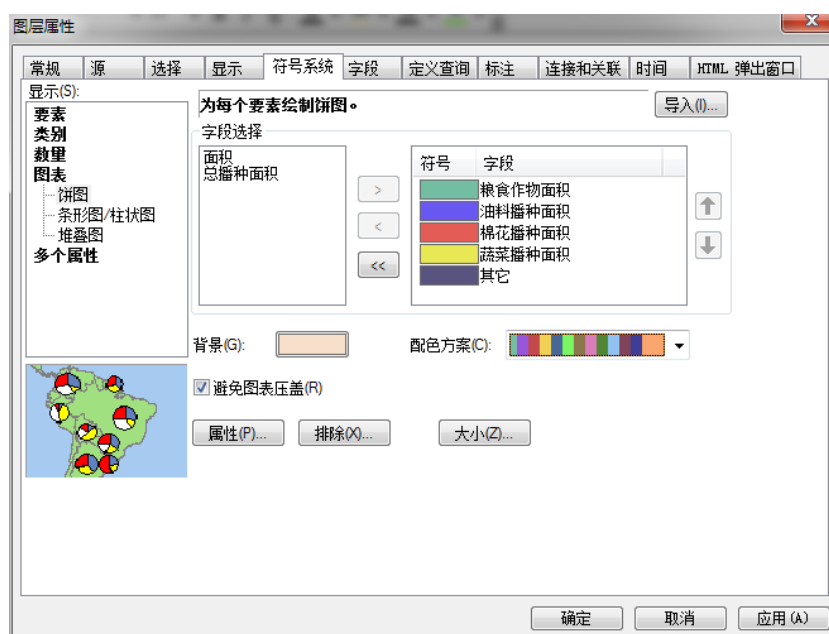 图层属性
常规 源 选择 显示 符号系统 字段 定义查询 标注 连接和关联 时间 HTML 弹出窗口
显示(S):
要素
类别
数量
图表
饼图
条形图/柱状图
堆叠图
多个属性
为每个要素绘制饼图。
导入(I)...
字段选择
面积
总播种面积
>
<
<<
符号 字段
粮食作物面积
油料播种面积
棉花播种面积
蔬菜播种面积
其它
背景(G):
配色方案(C):
避免图表压盖(R)
属性(P)... 排除(X)... 大小(Z)...
确定 取消 应用(A)